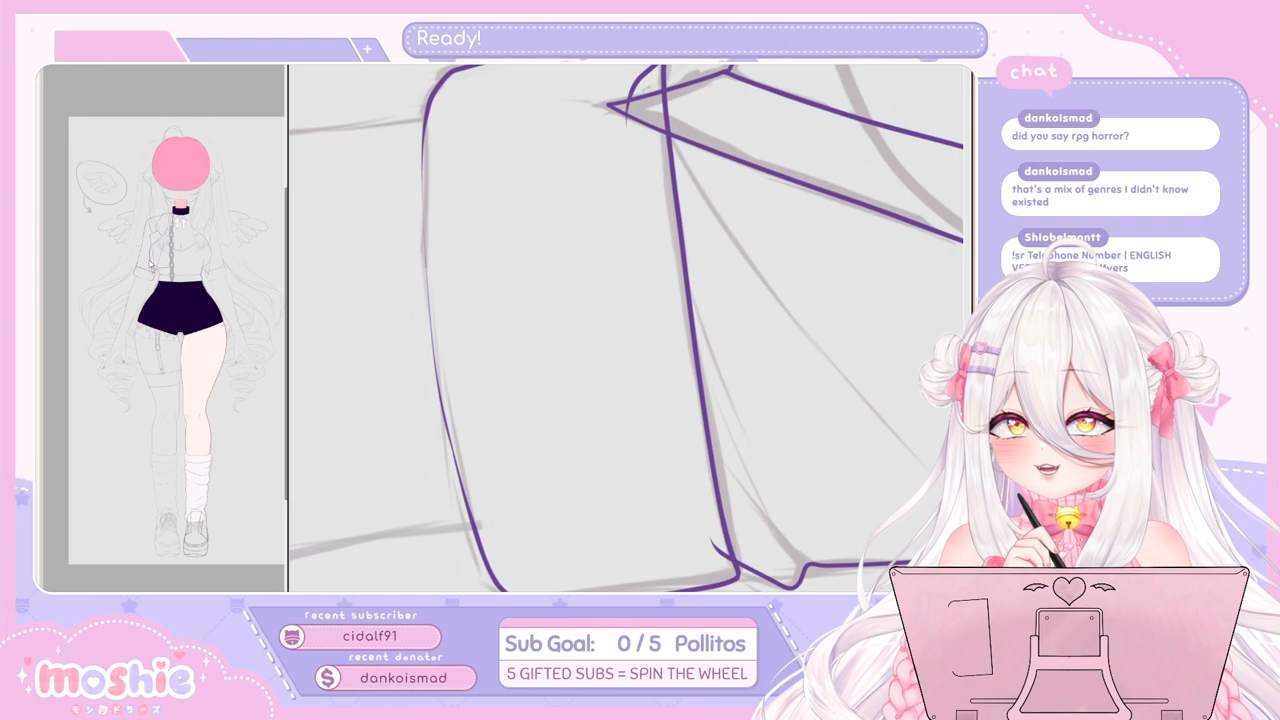 Ready!
+
chat
dankoismad
did you say rpg horror?
dankoismad
that's a mix of genres I didn't know
existed
Shiobelmontt
!sr Telephone Number | ENGLISH
recent subscriber
cidalf91
recent donator
$
dankoismad
Sub Goal: 0 / 5 Pollitos
5 GIFTED SUBS = SPIN THE WHEEL
moshie